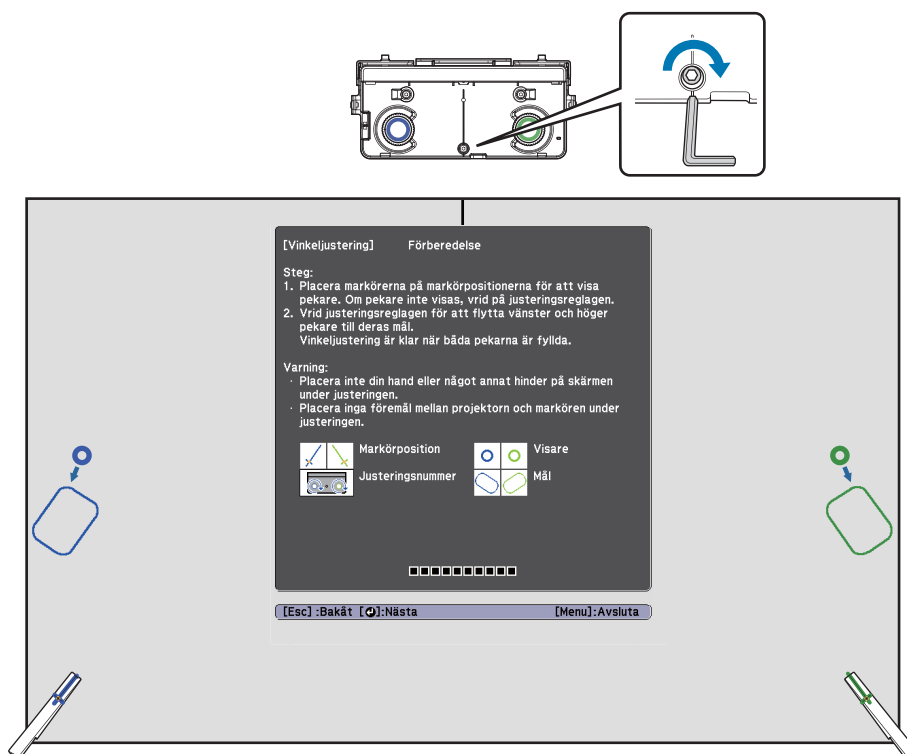 [Vinkeljustering] Förberedelse
Steg:
1. Placera markörerna på markörpositionerna för att visa
pekare. Om pekare inte visas, vrid på justeringsreglagen.
2. Vrid justeringsreglagen för att flytta vänster och höger
pekare till deras mål.
Vinkeljustering är klar när båda pekarna är fyllda.
Varning:
· Placera inte din hand eller något annat hinder på skärmen
under justeringen.
· Placera inga föremål mellan projektorn och markören under
justeringen.
Markörposition
Visare
Justeringsnummer
Mål
[Esc] :Bakåt [⏎]:Nästa [Menu]:Avsluta